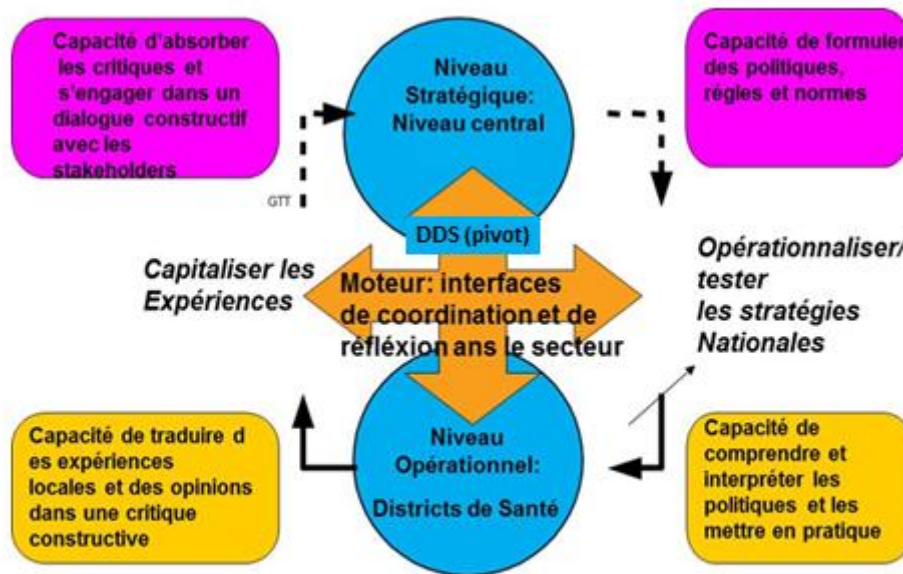 Capacité d'absorber
les critiques et
s'engager dans un
dialogue constructif
avec les
stakeholders
Niveau
Stratégique:
Niveau central
Capacité de formuler
des politiques,
régles et normes
GTT
DDS (pivot)
Capitaliser les
Expériences
Moteur: interfaces
de coordination et de
réfléxion ans le secteur
Opérationnaliser/
tester
les stratégies
Nationales
Capacité de traduire d
es expériences
locales et des opinions
dans une critique
constructive
Niveau
Opérationnel:
Districts de Santé
Capacité de
comprendre et
interpréter les
politiques et les
mettre en pratique